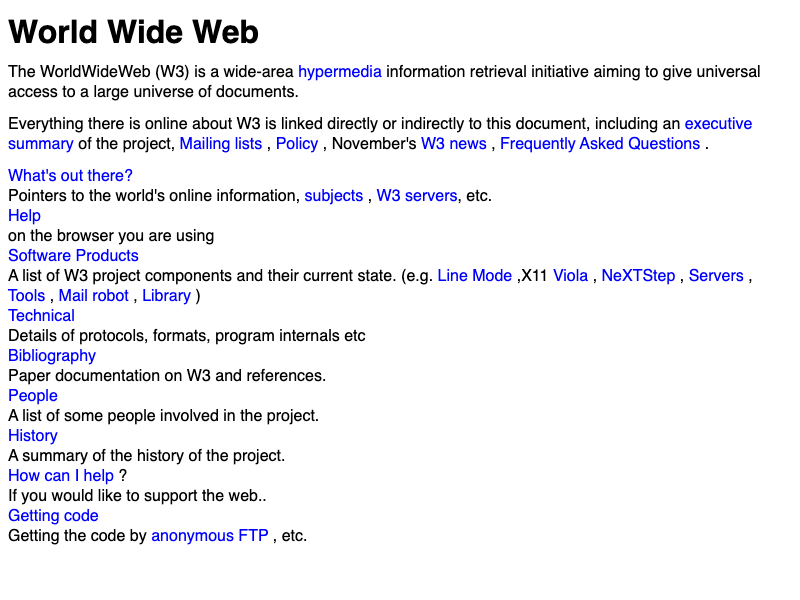 World Wide Web
The WorldWideWeb (W3) is a wide-area hypermedia information retrieval initiative aiming to give universal
access to a large universe of documents.
Everything there is online about W3 is linked directly or indirectly to this document, including an executive
summary of the project, Mailing lists , Policy , November's W3 news , Frequently Asked Questions .
What's out there?
Pointers to the world's online information, subjects , W3 servers, etc.
Help
on the browser you are using
Software Products
A list of W3 project components and their current state. (e.g. Line Mode ,X11 Viola , NeXTStep , Servers ,
Tools , Mail robot , Library )
Technical
Details of protocols, formats, program internals etc
Bibliography
Paper documentation on W3 and references.
People
A list of some people involved in the project.
History
A summary of the history of the project.
How can I help ?
If you would like to support the web..
Getting code
Getting the code by anonymous FTP , etc.